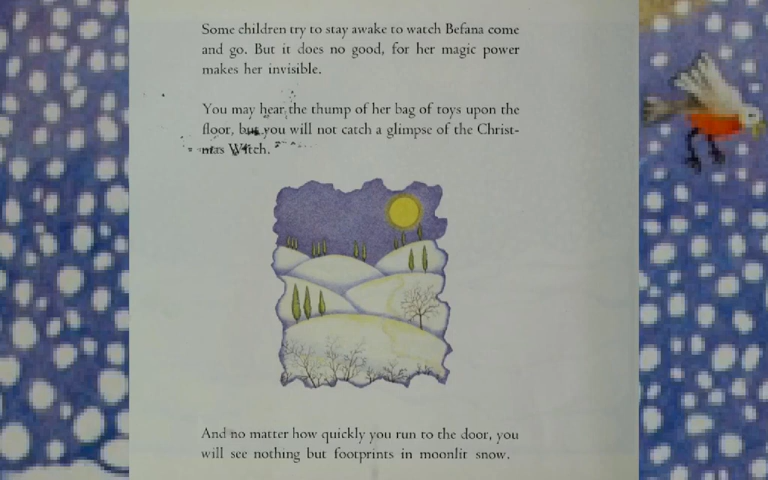 Some children try to stay awake to watch Befana come
and go. But it does no good, for her magic power
makes her invisible.
You may hear the thump of her bag of toys upon the
floor, but you will not catch a glimpse of the Christ-
mas Witch.
And no matter how quickly you run to the door, you
will see nothing but footprints in moonlit snow.